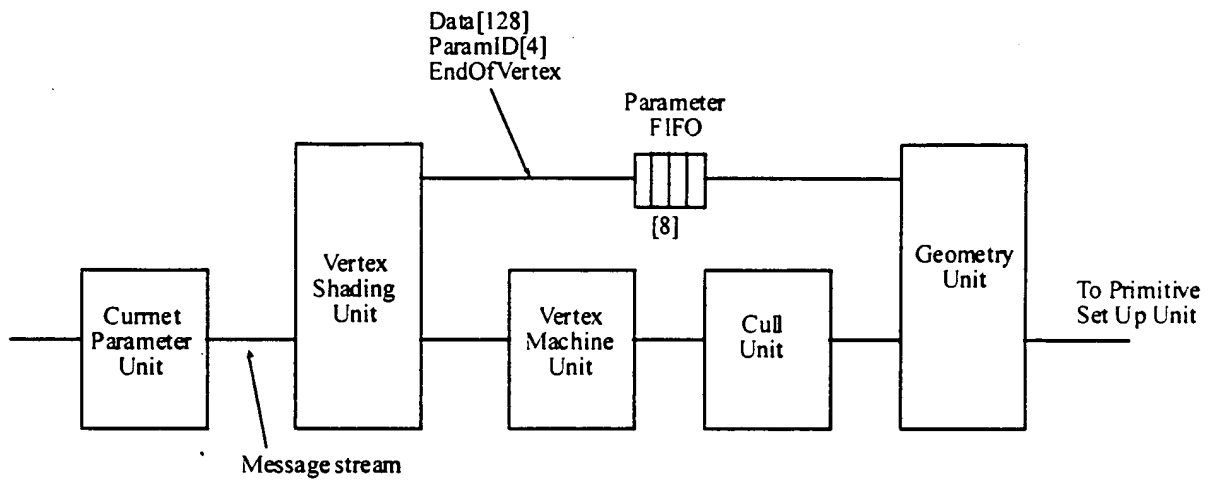 Data[128]
ParamID[4]
EndOfVertex
Parameter
FIFO
[8]
Currnet
Parameter
Unit
Vertex
Shading
Unit
Vertex
Machine
Unit
Cull
Unit
Geometry
Unit
To Primitive
Set Up Unit
Message stream